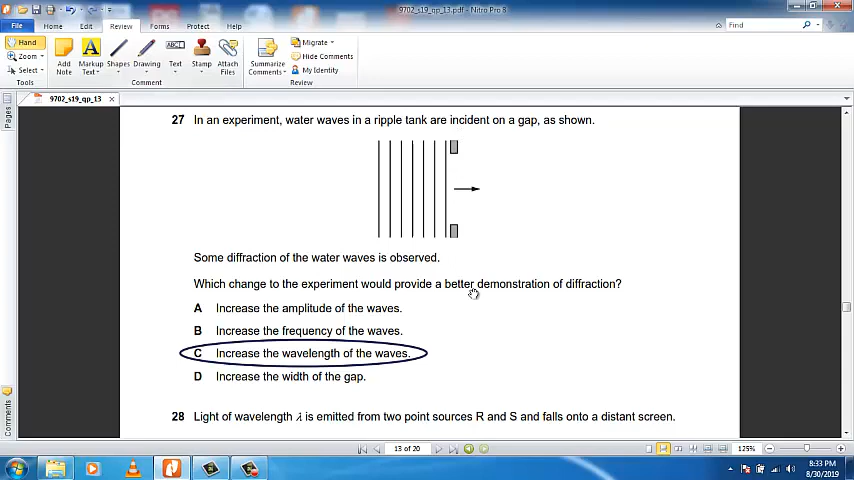 9702_s19_qp_13.pdf - Nitro Pro 8
File Home Edit Review Forms Protect Help
Find
Hand
Zoom
Select
Tools
Add Note
Markup Text
Shapes
Drawing
Text
Stamp
Attach Files
Comment
Summarize Comments
Migrate
Hide Comments
My Identity
Review
9702_s19_qp_13
Pages
27 In an experiment, water waves in a ripple tank are incident on a gap, as shown.
Some diffraction of the water waves is observed.
Which change to the experiment would provide a better demonstration of diffraction?
A Increase the amplitude of the waves.
B Increase the frequency of the waves.
C Increase the wavelength of the waves.
D Increase the width of the gap.
28 Light of wavelength λ is emitted from two point sources R and S and falls onto a distant screen.
Comments
13 of 20
125%
8:33 PM
8/30/2019